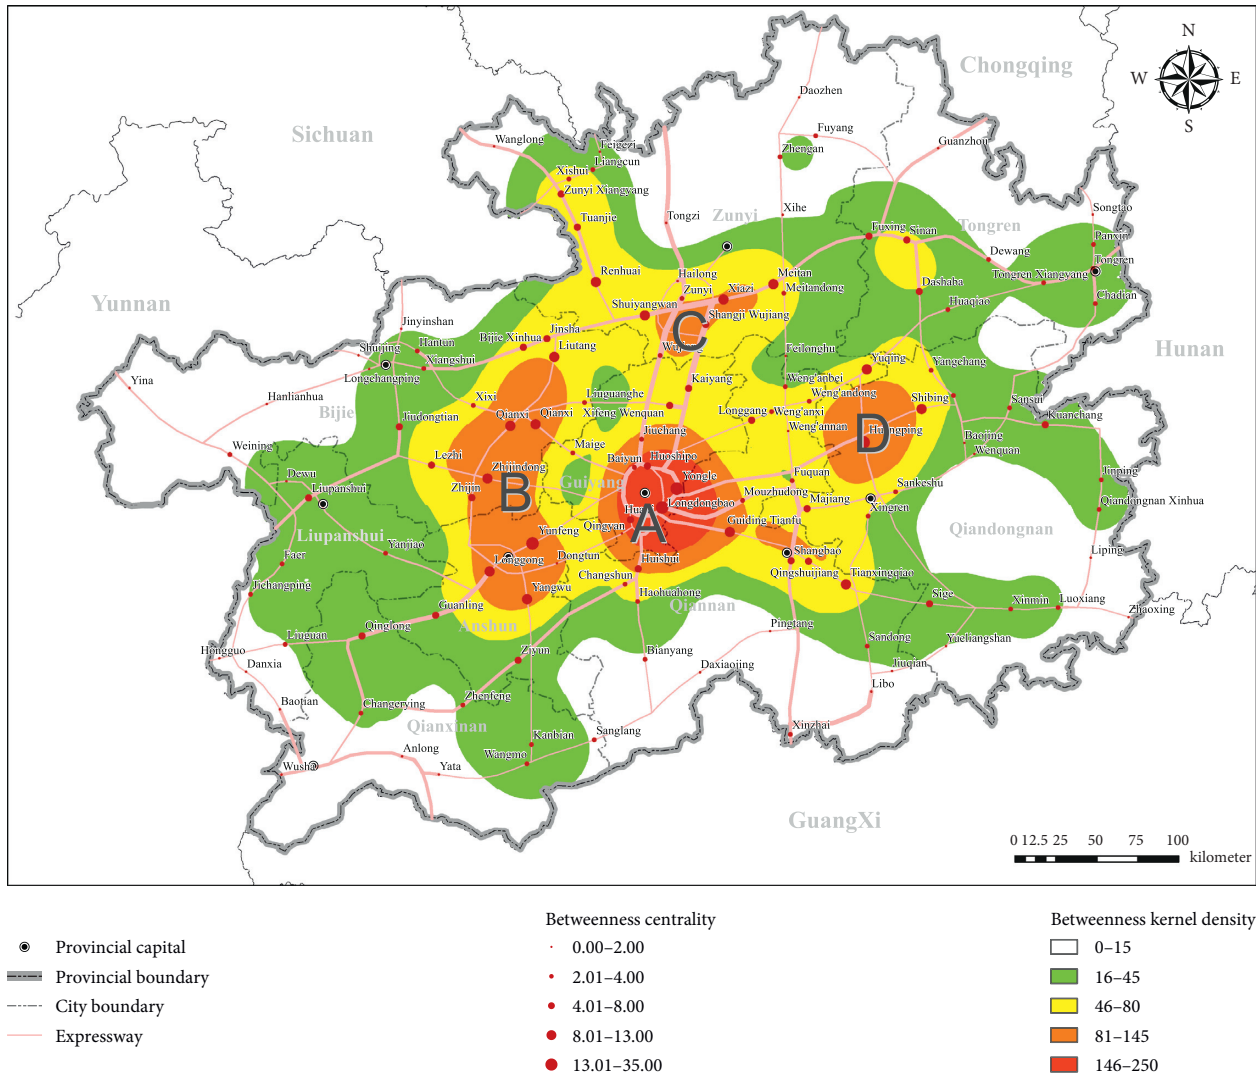 N
W E
S
Chongqing
Sichuan
Yunnan
Hunan
GuangXi
Zunyi
Tongren
Bijie
Guiyang
Liupanshui
Anshun
Qiannan
Qiandongnan
Qianxinan
A
B
C
D
Daozhen
Fuyang
Guanzhou
Zhengan
Wanglong
Feigezi
Liangcun
Xishui
Zunyi Xiangyang
Tuanjie
Tongzi
Xihe
Songtao
Fuxing
Sinan
Panxin
Dewang
Tongren
Tongren Xiangyang
Renhuai
Hailong
Meitan
Zunyi
Xiazi
Meitandong
Dashaba
Chadian
Huaqiao
Shuiyangwan
Shangji Wujiang
Jinyinshan
Jinsha
Hantun
Bijie Xinhua
Liutang
Shuijing
Xiangshui
Longchangping
Feilonghu
Yuqing
Yangchang
Yina
Hanlianhua
Kaiyang
Weng'anbei
Weng'andong
Liuguanghe
Xixi
Qianxi
Qianxi
Xifeng Wenquan
Longgang
Weng'anxi
Shibing
Sansui
Kuanchang
Jiudongtian
Weng'annan
Jiuchang
Baojing
Wenquan
Weining
Maige
Lezhi
Baiyun
Huoshipo
Zhijindong
Yongle
Fuquan
Jinping
Dewu
Liupanshui
Zhijin
Mouzhudong
Majiang
Sankeshu
Longdongbao
Qiandongnan Xinhua
Xingren
Guiding Tianfu
Qingyan
Yunfeng
Yanjiao
Faer
Longgong
Dongtun
Huishui
Shangbao
Liping
Changshun
Qingshuijiang
Tianxingqiao
Jichangping
Yangwu
Haohuahong
Guanling
Sige
Xinmin
Luoxiang
Zhaoxing
Qinglong
Liuguan
Pingtang
Sandong
Yueliangshan
Hongguo
Danxia
Ziyun
Bianyang
Daxiaojing
Jiuqian
Libo
Baotian
Changerying
Zhenfeng
Xinzhai
Kanbian
Sanglang
Anlong
Wangmo
Yata
0 12.5 25 50 75 100
kilometer
Provincial capital
Provincial boundary
City boundary
Expressway
Betweenness centrality
0.00–2.00
2.01–4.00
4.01–8.00
8.01–13.00
13.01–35.00
Betweenness kernel density
0–15
16–45
46–80
81–145
146–250